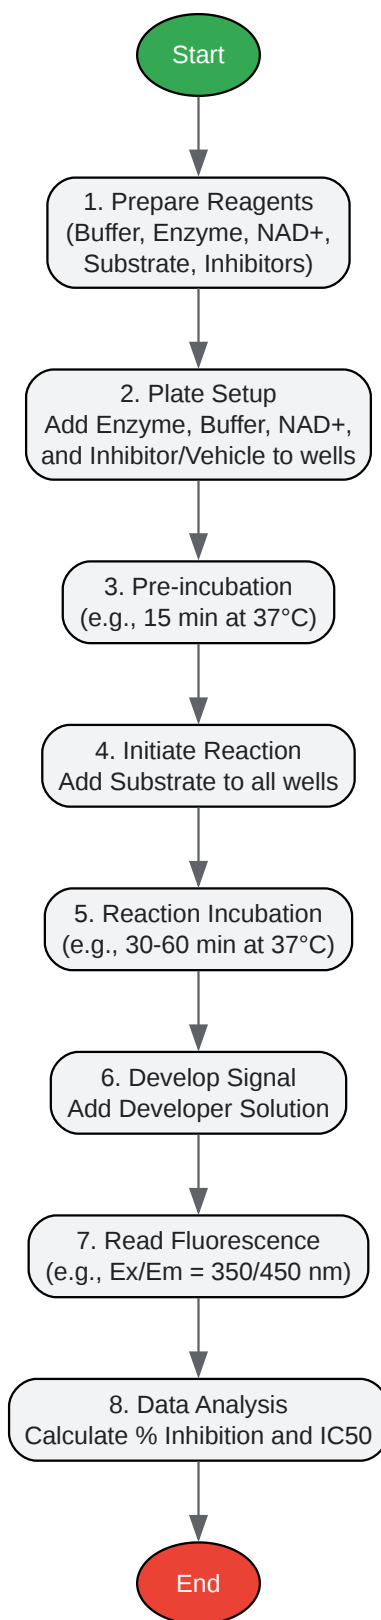 Start
1. Prepare Reagents
(Buffer, Enzyme, NAD+,
Substrate, Inhibitors)
2. Plate Setup
Add Enzyme, Buffer, NAD+,
and Inhibitor/Vehicle to wells
3. Pre-incubation
(e.g., 15 min at 37°C)
4. Initiate Reaction
Add Substrate to all wells
5. Reaction Incubation
(e.g., 30-60 min at 37°C)
6. Develop Signal
Add Developer Solution
7. Read Fluorescence
(e.g., Ex/Em = 350/450 nm)
8. Data Analysis
Calculate % Inhibition and IC50
End